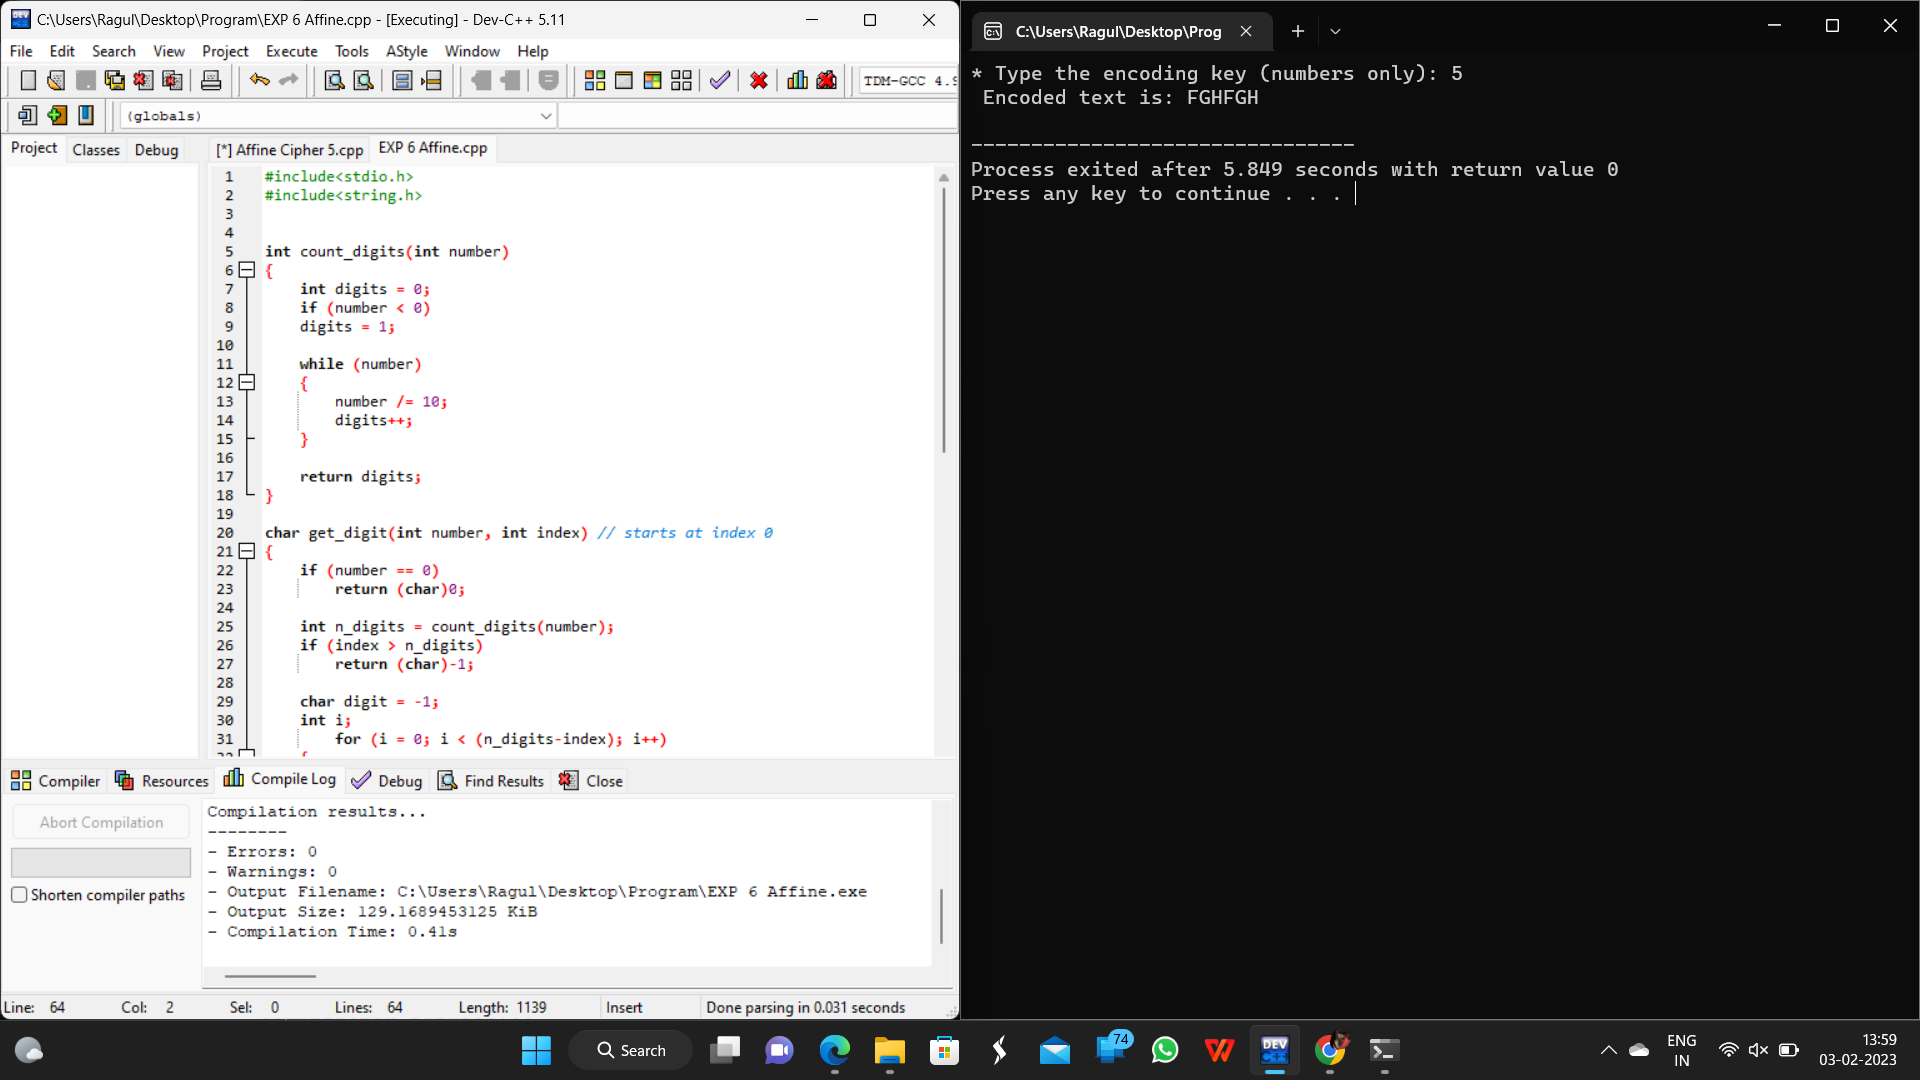 C:\Users\Ragul\Desktop\Program\EXP 6 Affine.cpp - [Executing] - Dev-C++ 5.11
File Edit Search View Project Execute Tools AStyle Window Help
TDM-GCC 4.9
(globals)
Project Classes Debug
[*] Affine Cipher 5.cpp EXP 6 Affine.cpp
1 #include<stdio.h>
2 #include<string.h>
3
4
5 int count_digits(int number)
6 {
7 int digits = 0;
8 if (number < 0)
9 digits = 1;
10
11 while (number)
12 {
13 number /= 10;
14 digits++;
15 }
16
17 return digits;
18 }
19
20 char get_digit(int number, int index) // starts at index 0
21 {
22 if (number == 0)
23 return (char)0;
24
25 int n_digits = count_digits(number);
26 if (index > n_digits)
27 return (char)-1;
28
29 char digit = -1;
30 int i;
31 for (i = 0; i < (n_digits-index); i++)
Compiler Resources Compile Log Debug Find Results Close
Abort Compilation
Shorten compiler paths
Compilation results...
--------
- Errors: 0
- Warnings: 0
- Output Filename: C:\Users\Ragul\Desktop\Program\EXP 6 Affine.exe
- Output Size: 129.1689453125 KiB
- Compilation Time: 0.41s
Line: 64 Col: 2 Sel: 0 Lines: 64 Length: 1139 Insert Done parsing in 0.031 seconds
C:\Users\Ragul\Desktop\Prog
* Type the encoding key (numbers only): 5
Encoded text is: FGHFGH
--------------------------------
Process exited after 5.849 seconds with return value 0
Press any key to continue . . .
Search
74
DEV
C++
ENG
IN
13:59
03-02-2023